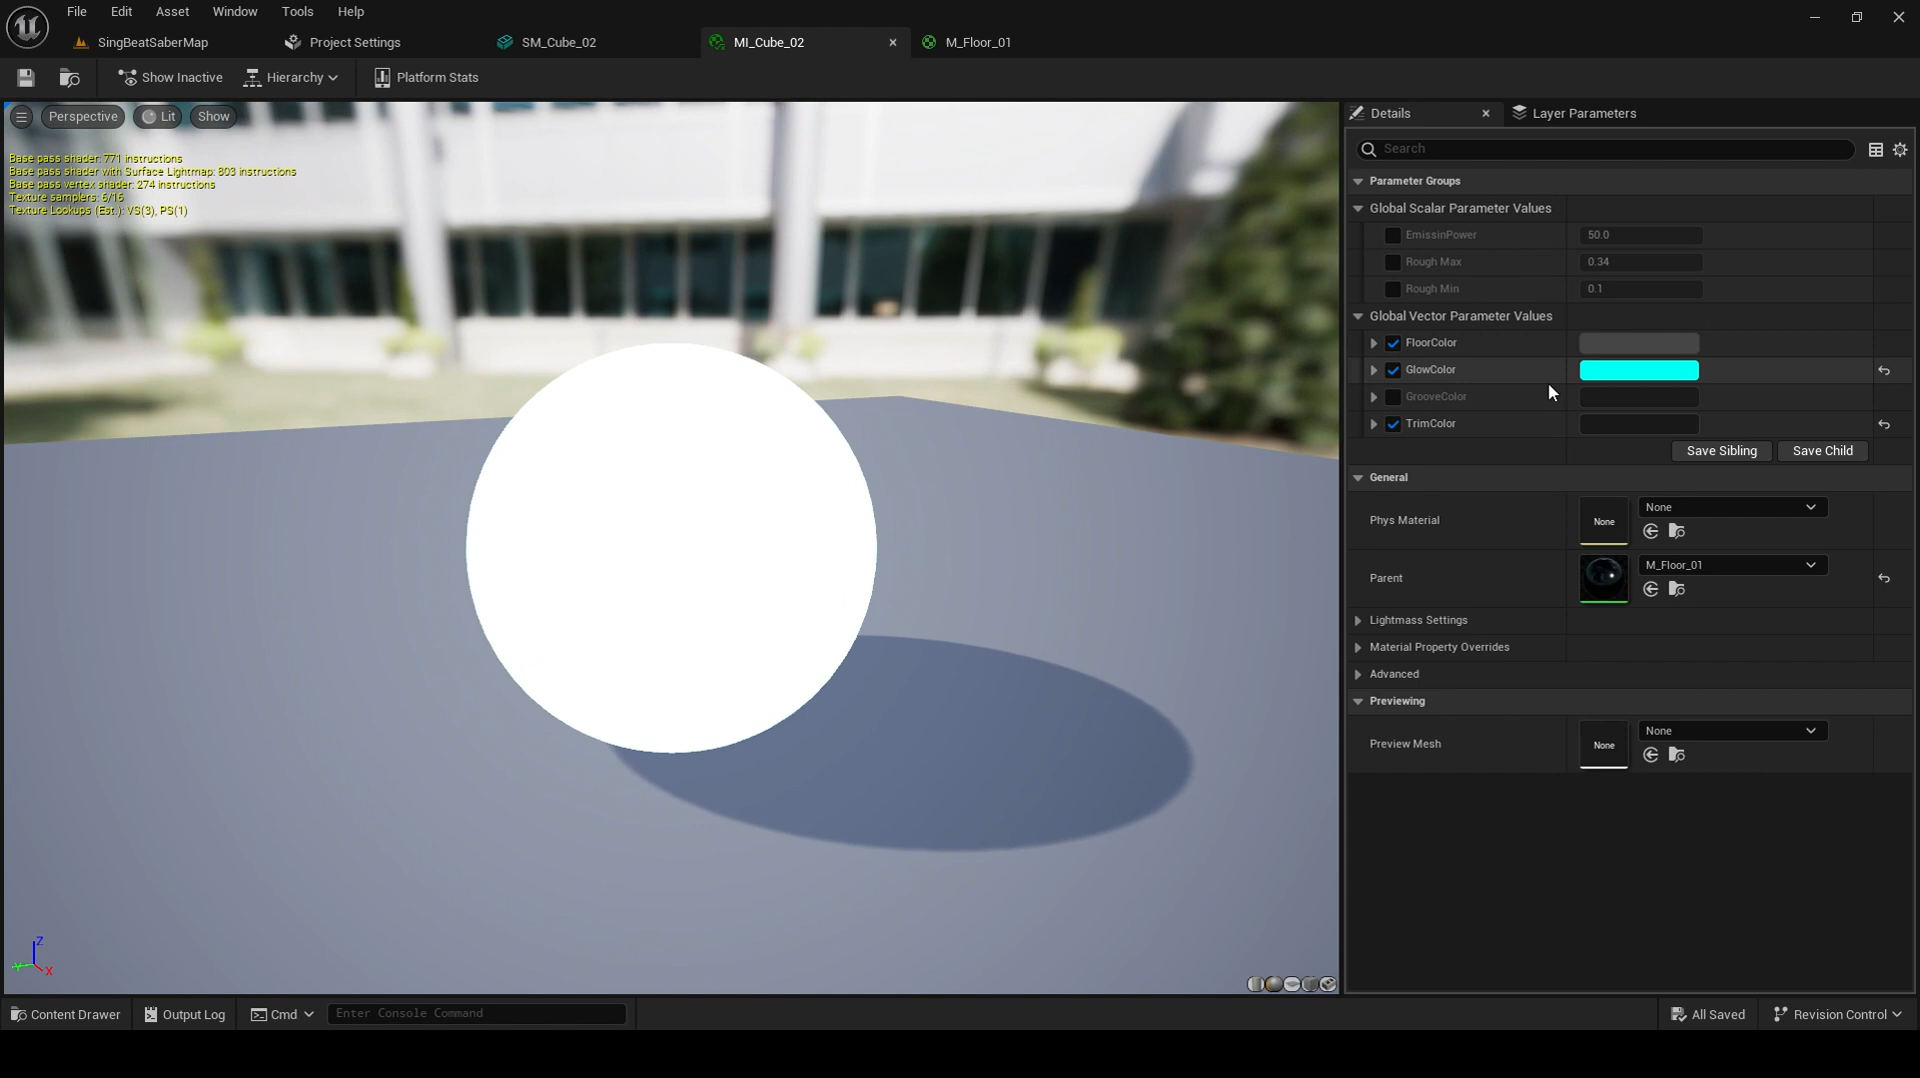 File Edit Asset Window Tools Help
SingBeatSaberMap Project Settings SM_Cube_02 MI_Cube_02 M_Floor_01
Show Inactive Hierarchy Platform Stats
Perspective Lit Show
Base pass shader: 771 instructions
Base pass shader with Surface Lightmap: 803 instructions
Base pass vertex shader: 274 instructions
Texture samplers: 6/16
Texture Lookups (Est.): VS(3), PS(1)
Z
Y
X
Details Layer Parameters
Search
Parameter Groups
Global Scalar Parameter Values
EmissinPower 50.0
Rough Max 0.34
Rough Min 0.1
Global Vector Parameter Values
FloorColor
GlowColor
GrooveColor
TrimColor
Save Sibling Save Child
General
Phys Material None None
Parent M_Floor_01
Lightmass Settings
Material Property Overrides
Advanced
Previewing
Preview Mesh None None
Content Drawer Output Log Cmd Enter Console Command All Saved Revision Control